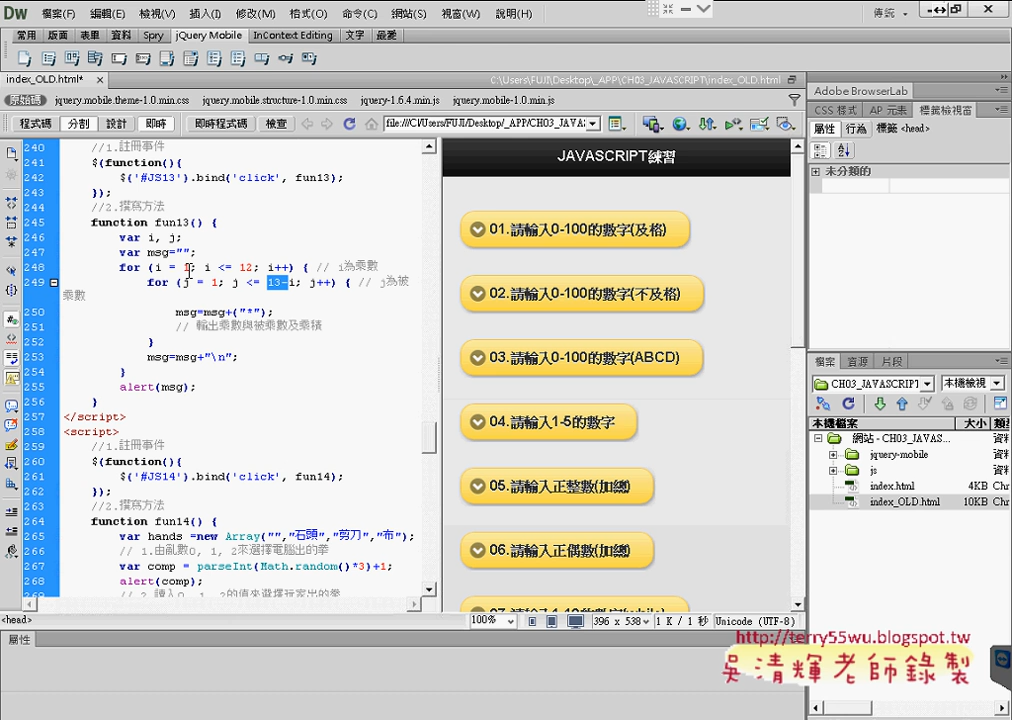 Dw 檔案(F) 編輯(E) 檢視(V) 插入(I) 修改(M) 格式(O) 命令(C) 網站(S) 視窗(W) 說明(H) 傳統
常用 版面 表單 資料 Spry jQuery Mobile InContext Editing 文字 最愛
index_OLD.html* C:\Users\FUJI\Desktop\_APP\CH03_JAVASCRIPT\index_OLD.html
原始碼 jquery.mobile.theme-1.0.min.css jquery.mobile.structure-1.0.min.css jquery-1.6.4.min.js jquery.mobile-1.0.min.js
程式碼 分割 設計 即時 即時程式碼 檢查 file:///C|/Users/FUJI/Desktop/_APP/CH03_JAVA
240 //1.註冊事件
241 $(function(){
242 $('#JS13').bind('click', fun13);
243 });
244 //2.撰寫方法
245 function fun13() {
246 var i, j;
247 var msg="";
248 for (i = 1; i <= 12; i++) { // i為乘數
249 for (j = 1; j <= 13-i; j++) { // j為被
乘數
250 msg=msg+("*");
251 // 輸出乘數與被乘數及乘積
252 }
253 msg=msg+"\n";
254 }
255 alert(msg);
256 }
257 </script>
258 <script>
259 //1.註冊事件
260 $(function(){
261 $('#JS14').bind('click', fun14);
262 });
263 //2.撰寫方法
264 function fun14() {
265 var hands =new Array("","石頭","剪刀","布");
266 // 1.由亂數0, 1, 2來選擇電腦出的拳
267 var comp = parseInt(Math.random()*3)+1;
268 alert(comp);
JAVASCRIPT練習
01.請輸入0-100的數字(及格)
02.請輸入0-100的數字(不及格)
03.請輸入0-100的數字(ABCD)
04.請輸入1-5的數字
05.請輸入正整數(加總)
06.請輸入正偶數(加總)
<head> 100% 396 x 538 1 K / 1 秒 Unicode (UTF-8)
屬性
Adobe BrowserLab
CSS 樣式 AP 元素 標籤檢視窗
屬性 行為 標籤 <head>
未分類的
檔案 資源 片段
CH03_JAVASCRIPT 本機檢視
本機檔案 大小 類
網站 - CH03_JAVAS...
jquery-mobile
js
index.html 4KB Chr
index_OLD.html 10KB Chr
http://terry55wu.blogspot.tw
吳清輝老師錄製